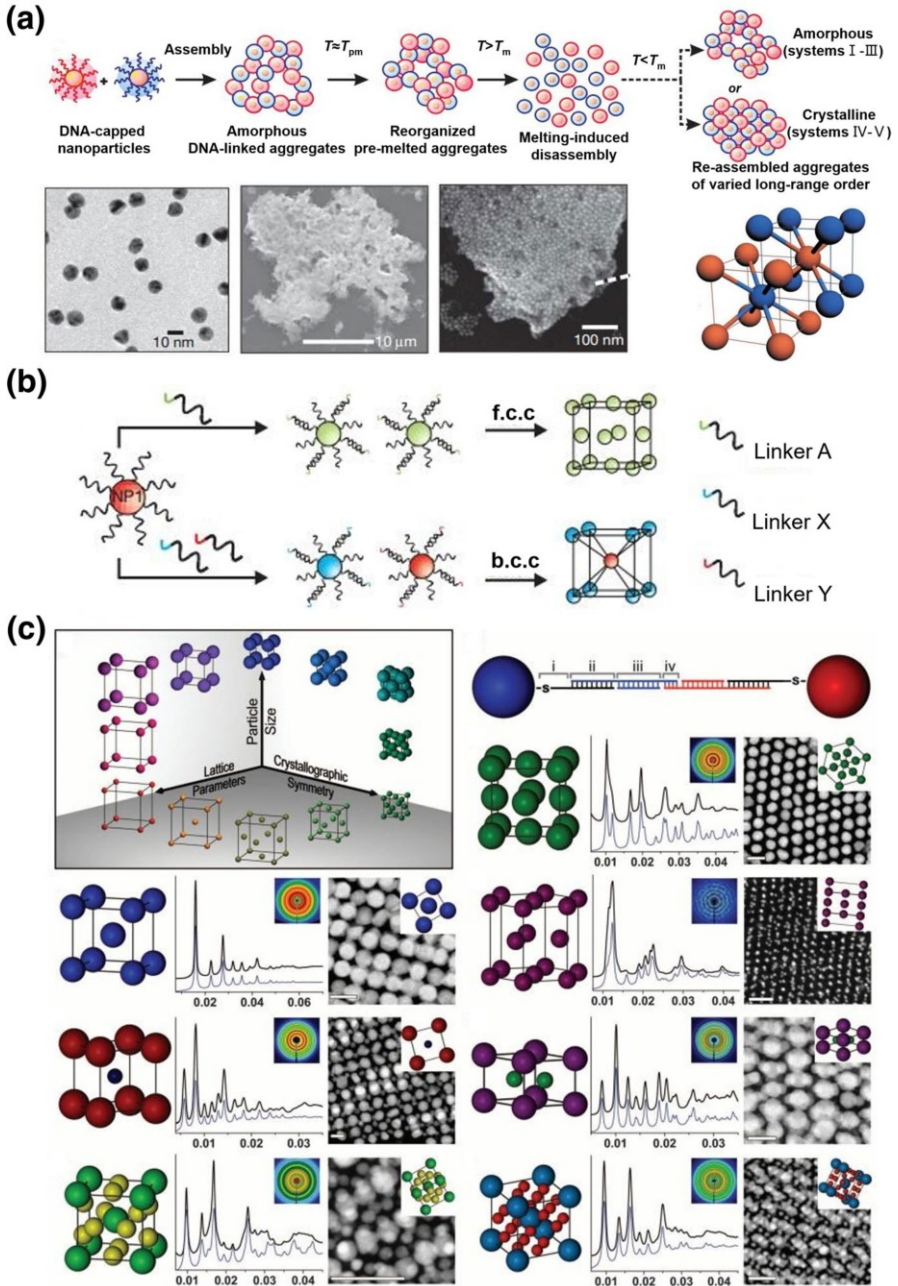 (a)
Assembly
T≈Tpm
T>Tm
T<Tm
Amorphous
(systems I-III)
or
Crystalline
(systems IV-V)
DNA-capped
nanoparticles
Amorphous
DNA-linked aggregates
Reorganized
pre-melted aggregates
Melting-induced
disassembly
Re-assembled aggregates
of varied long-range order
10 nm
10 μm
100 nm
(b)
NP1
f.c.c
b.c.c
Linker A
Linker X
Linker Y
(c)
Particle
Size
Lattice
Parameters
Crystallographic
Symmetry
i ii iii iv
s
s
0.01 0.02 0.03 0.04
0.02 0.04 0.06
0.01 0.02 0.03 0.04
0.01 0.02 0.03
0.01 0.02 0.03
0.01 0.02 0.03 0.04
0.01 0.02 0.03 0.04